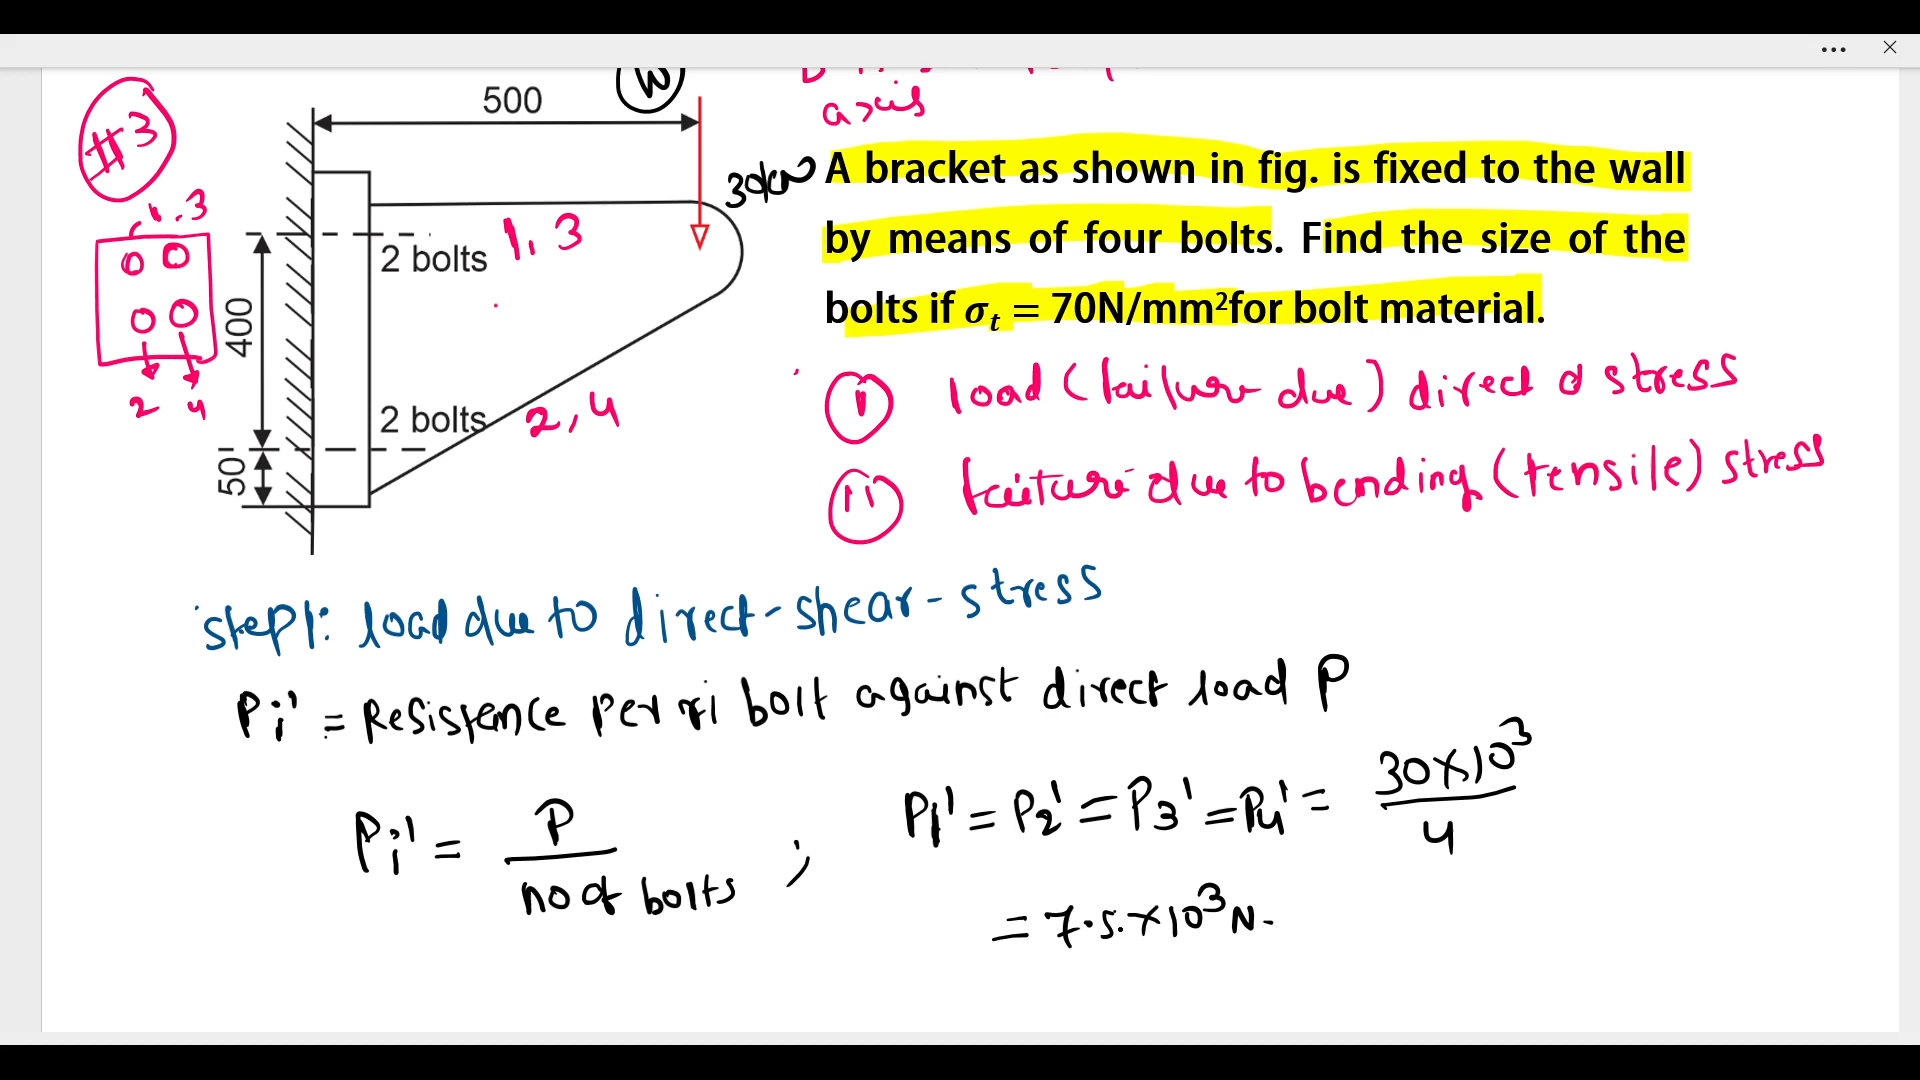 #3
W
500
axis
30kN
A bracket as shown in fig. is fixed to the wall
by means of four bolts. Find the size of the
bolts if σt = 70N/mm²for bolt material.
1, 3
2 bolts 1, 3
400
2 4
2 bolts 2, 4
50
i load (failure due) direct σ stress
ii failure due to bending (tensile) stress
step1: load due to direct-shear-stress
Pi' = Resistence per bolt against direct load P
Pi' = P / no of bolts ; P1' = P2' = P3' = P4' = 30×10³ / 4
= 7.5×10³ N.